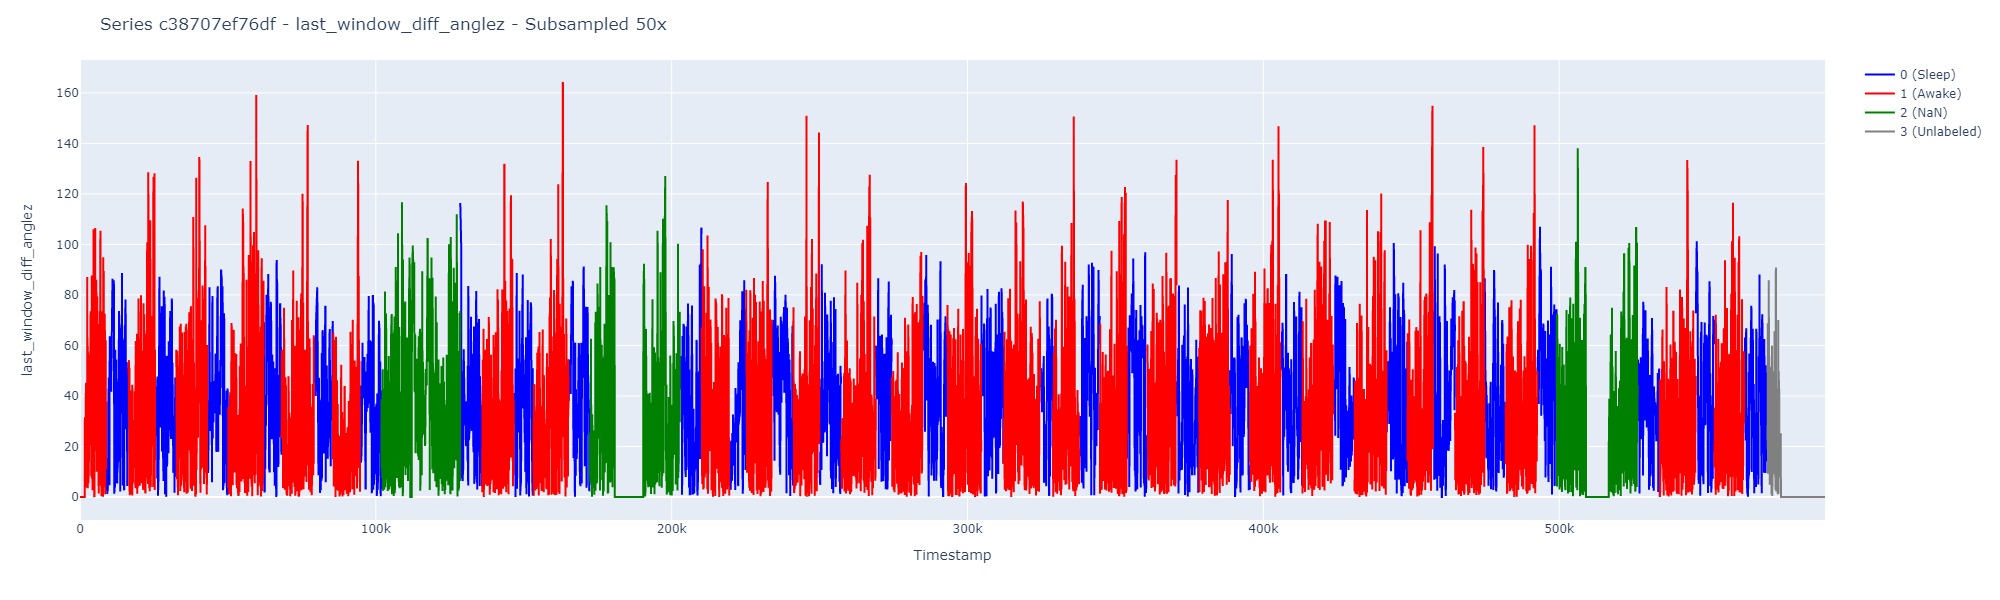 Series c38707ef76df - last_window_diff_anglez - Subsampled 50x
0 (Sleep)
1 (Awake)
2 (NaN)
3 (Unlabeled)
last_window_diff_anglez
160
140
120
100
80
60
40
20
0
0 100k 200k 300k 400k 500k
Timestamp